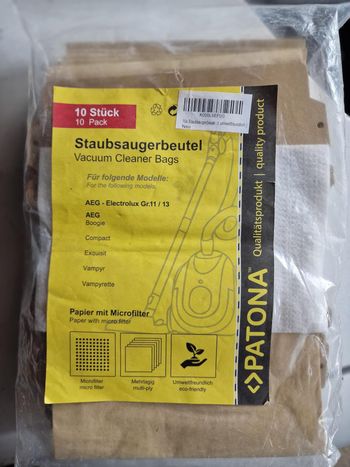 10 Stück
10 Pack
Staubsaugerbeutel
Vacuum Cleaner Bags
Für folgende Modelle:
For the following models:
AEG - Electrolux Gr.11 / 13
AEG
Boogie
Compact
Exquisit
Vampyr
Vampyrette
Papier mit Microfilter
Paper with micro filter
Microfilter
micro filter
Mehrlagig
multi-ply
Umweltfreundlich
eco-friendly
PATONA™
Qualitätsprodukt | quality product